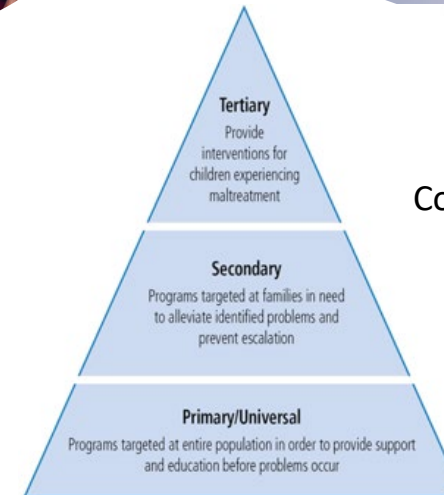 Tertiary
Provide
interventions for
children experiencing
maltreatment
Co
Secondary
Programs targeted at families in need
to alleviate identified problems and
prevent escalation
Primary/Universal
Programs targeted at entire population in order to provide support
and education before problems occur